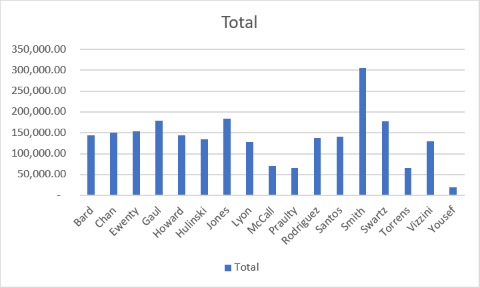 Total
350,000.00
300,000.00
250,000.00
200,000.00
150,000.00
100,000.00
50,000.00
-
Bard
Chan
Ewenty
Gaul
Howard
Hulinski
Jones
Lyon
McCall
Praulty
Rodriguez
Santos
Smith
Swartz
Torrens
Vizzini
Yousef
Total